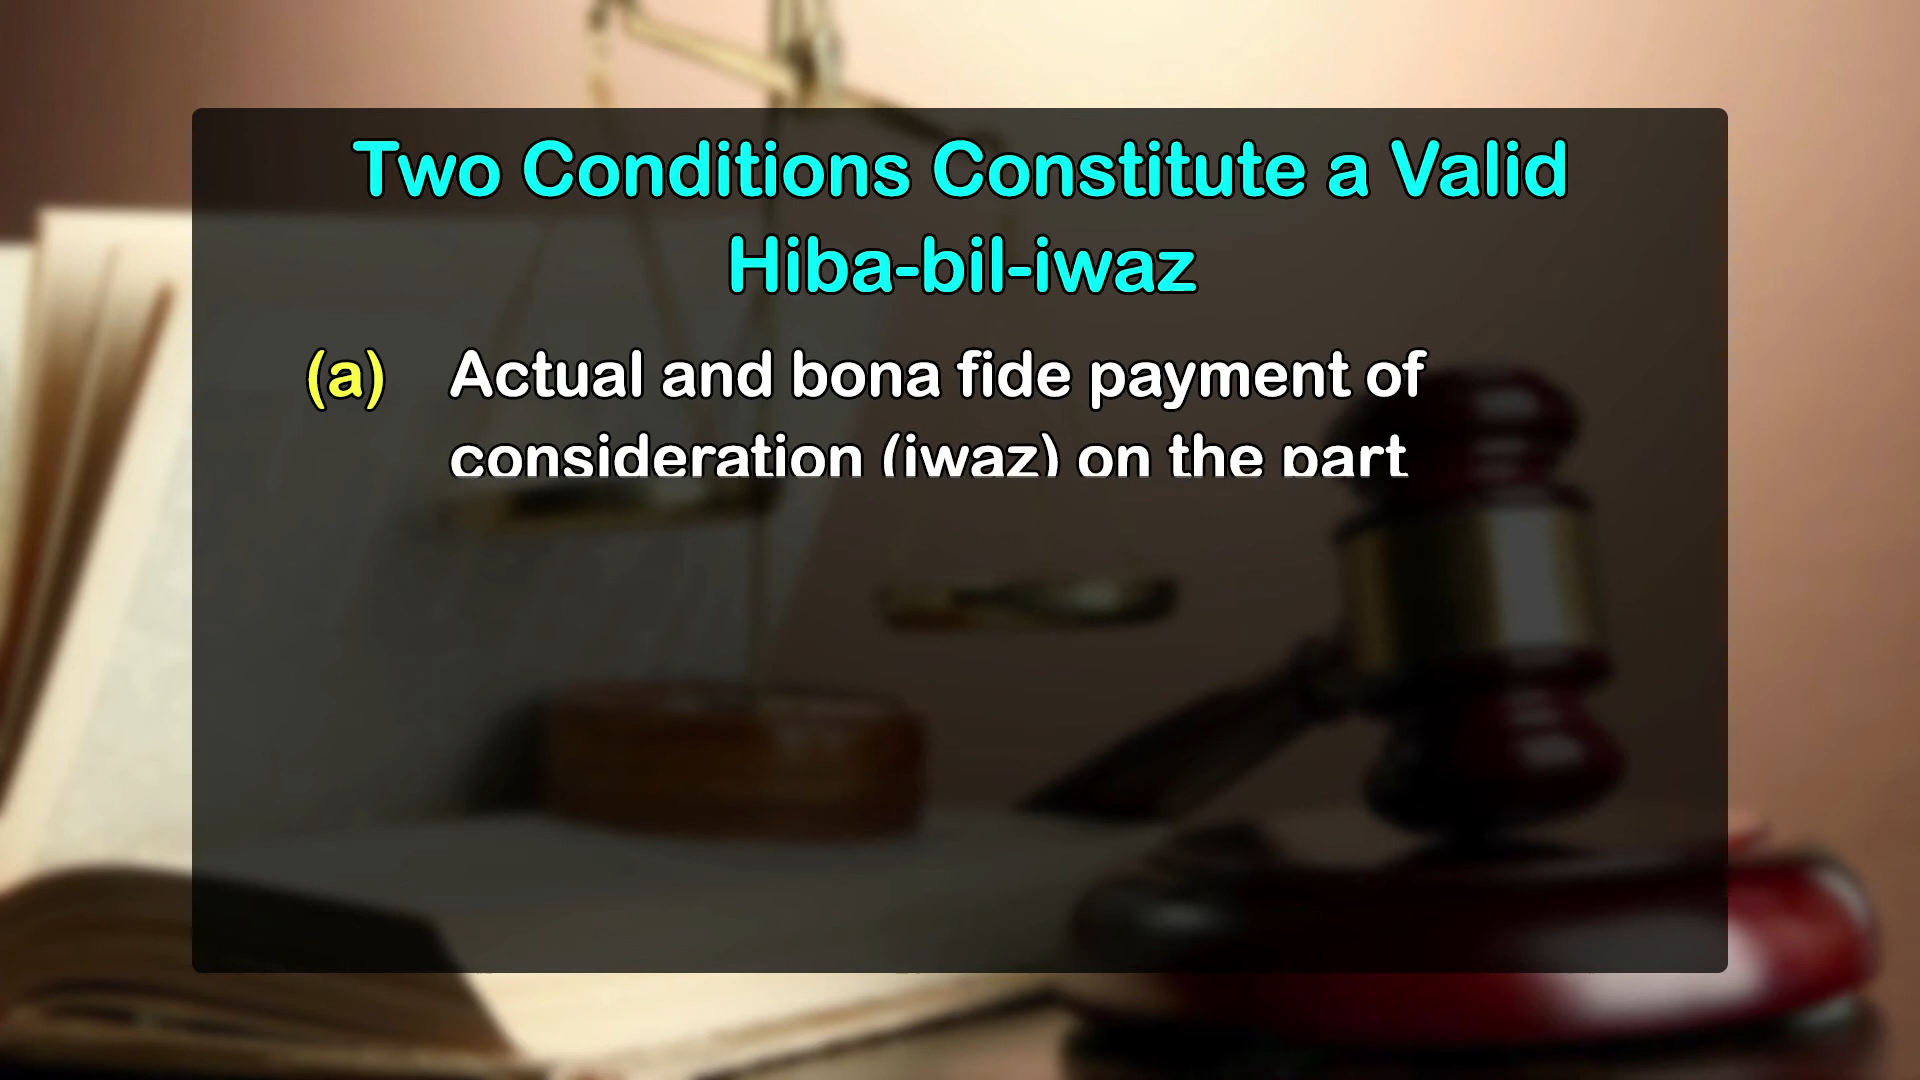 Two Conditions Constitute a Valid
Hiba-bil-iwaz
(a) Actual and bona fide payment of
consideration (iwaz) on the part